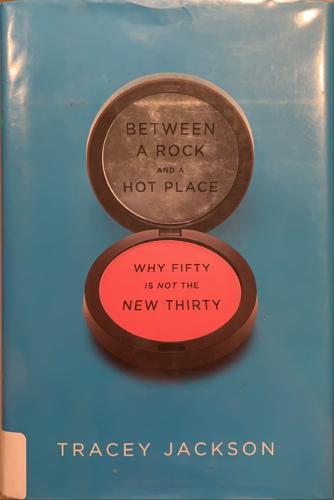 BETWEEN
A ROCK
AND A
HOT PLACE
WHY FIFTY
IS NOT THE
NEW THIRTY
TRACEY JACKSON